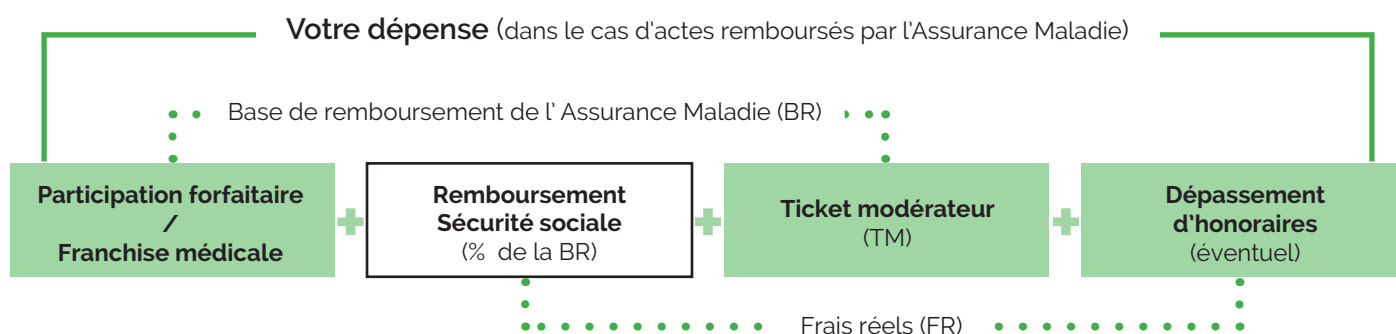 Votre dépense (dans le cas d'actes remboursés par l'Assurance Maladie)
Base de remboursement de l' Assurance Maladie (BR)
Participation forfaitaire
/
Franchise médicale
Remboursement
Sécurité sociale
(% de la BR)
Ticket modérateur
(TM)
Dépassement
d'honoraires
(éventuel)
Frais réels (FR)